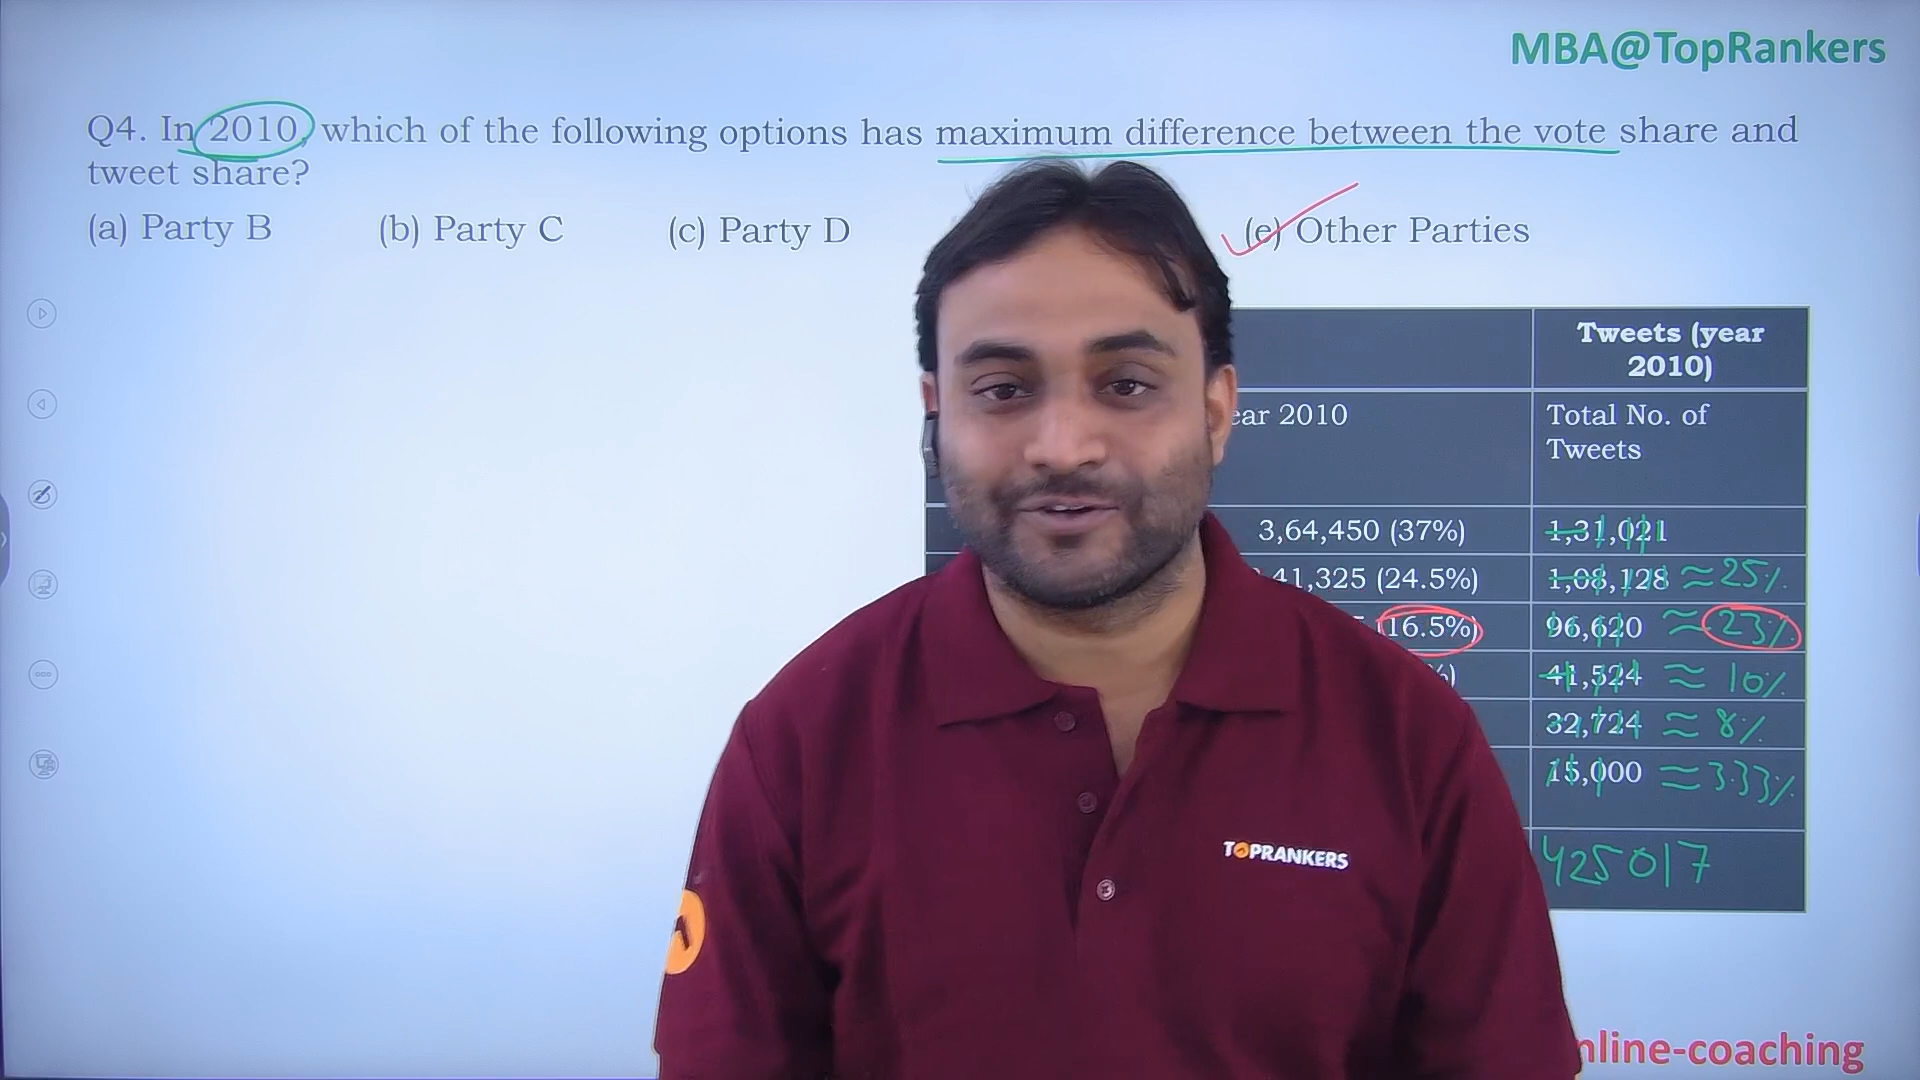 MBA@TopRankers
Q4. In 2010, which of the following options has maximum difference between the vote share and
tweet share?
(a) Party B (b) Party C (c) Party D (e) Other Parties
Tweets (year
2010)
2010 Total No. of
Tweets
3,64,450 (37%) 1,31,021
41,325 (24.5%) 1,08,128 ≈ 25%
(16.5%) 96,620 ≈ 23%
41,524 ≈ 10%
32,724 ≈ 8%
15,000 ≈ 3.33%
425017
TOPRANKERS
nline-coaching